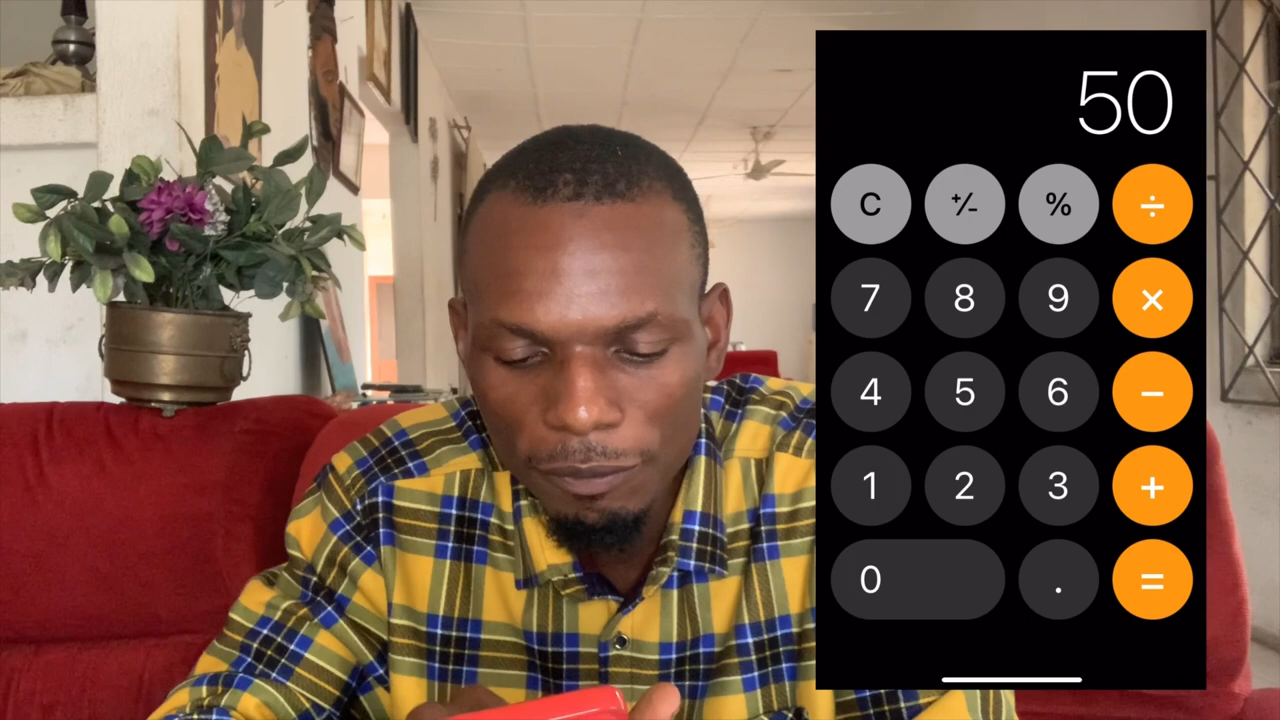 50
C +/- % ÷
7 8 9 ×
4 5 6 −
1 2 3 +
0 . =